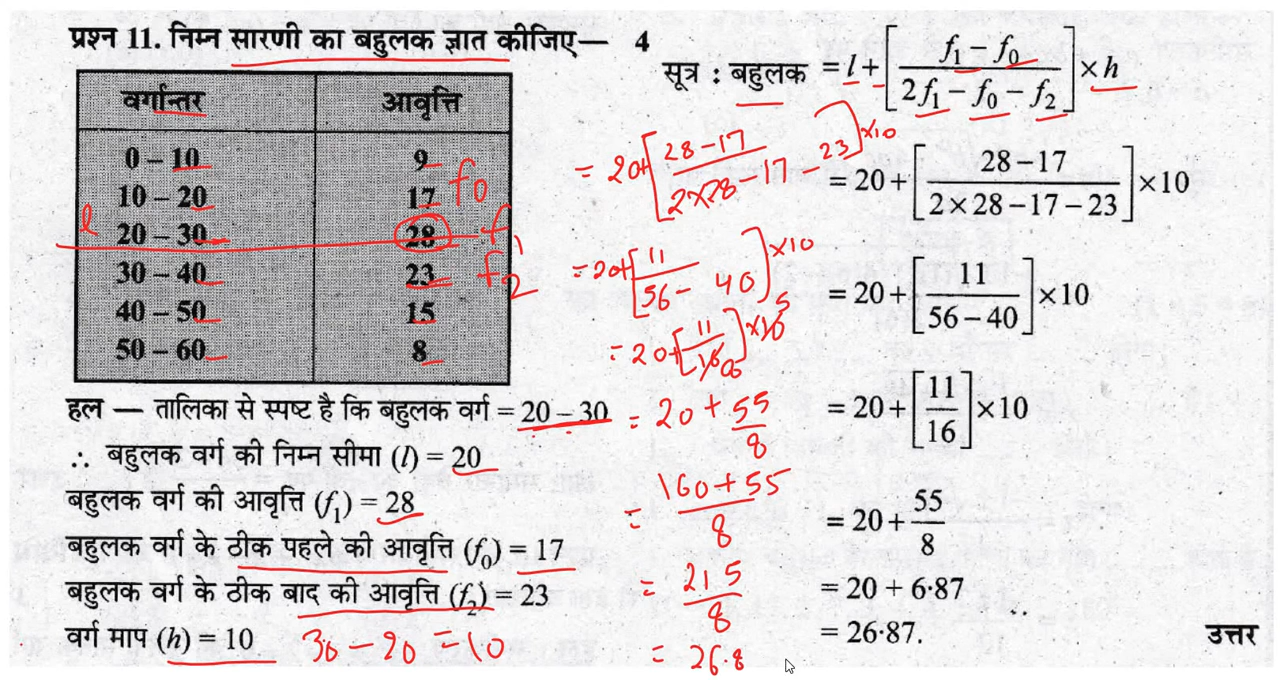 प्रश्न 11. निम्न सारणी का बहुलक ज्ञात कीजिए— 4
वर्गान्तर आवृत्ति
0 – 10 9
10 – 20 17 f₀
l 20 – 30 28 f₁
30 – 40 23 f₂
40 – 50 15
50 – 60 8
हल — तालिका से स्पष्ट है कि बहुलक वर्ग = 20 – 30
∴ बहुलक वर्ग की निम्न सीमा (l) = 20
बहुलक वर्ग की आवृत्ति (f₁) = 28
बहुलक वर्ग के ठीक पहले की आवृत्ति (f₀) = 17
बहुलक वर्ग के ठीक बाद की आवृत्ति (f₂) = 23
वर्ग माप (h) = 10 30 – 20 = 10
सूत्र : बहुलक = l + [(f₁ – f₀) / (2f₁ – f₀ – f₂)] × h
= 20 + [(28 – 17) / (2 × 28 – 17 – 23)] × 10
= 20 + [11 / (56 – 40)] × 10
= 20 + [11 / 16] × 10
= 20 + 55/8
= 20 + 6·87
= 26·87. उत्तर
= 20 + [(28 – 17) / (2×28 – 17 – 23)] ×10
= 20 + [11 / (56 – 40)] ×10
= 20 + [11 / 16] ×10 5
= 20 + 55/8
= (160 + 55) / 8
= 215 / 8
= 26.8